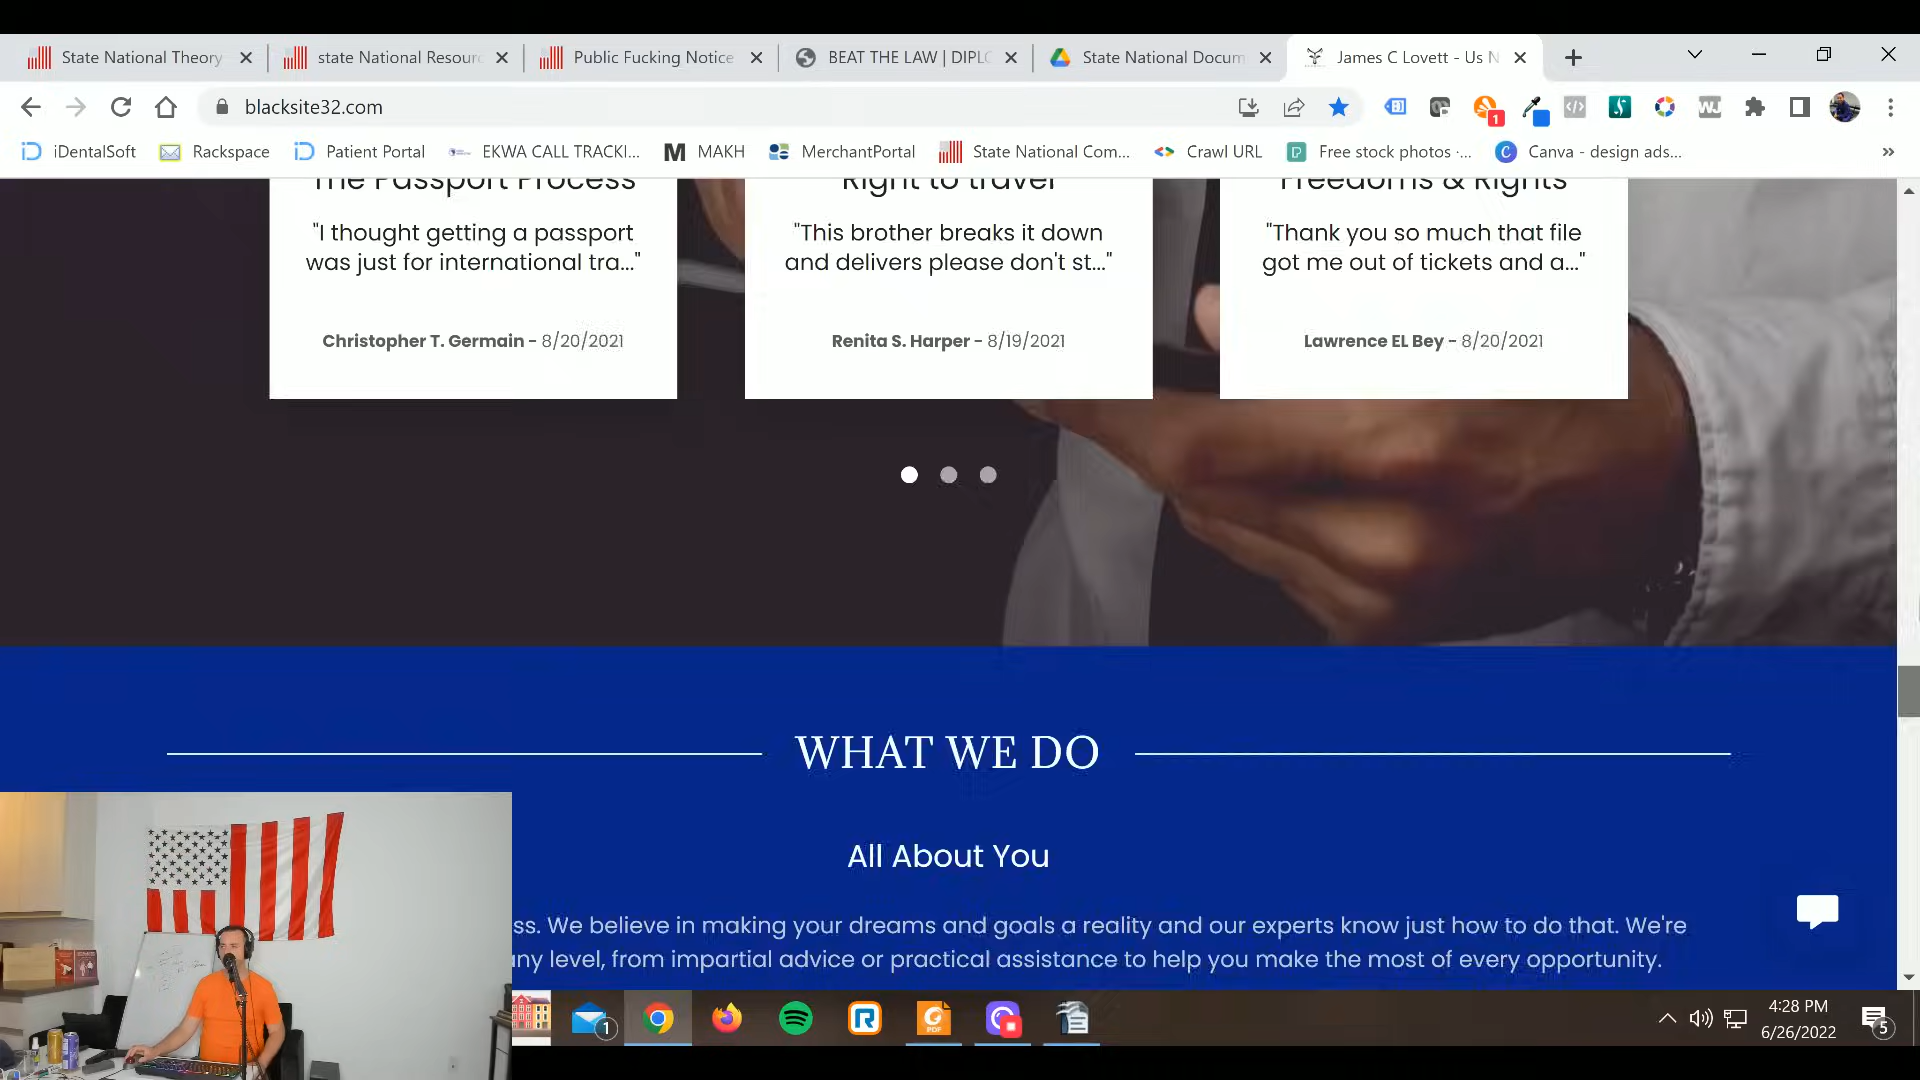 State National Theory
state National Resourc
Public Fucking Notice
BEAT THE LAW | DIPLO
State National Docum
James C Lovett - Us N
blacksite32.com
1
iDentalSoft
Rackspace
Patient Portal
EKWA CALL TRACKI...
MAKH
MerchantPortal
State National Com...
Crawl URL
Free stock photos ·...
Canva - design ads...
The Passport Process
Right to travel
Freedoms & Rights
"I thought getting a passport
was just for international tra..."
Christopher T. Germain - 8/20/2021
"This brother breaks it down
and delivers please don't st..."
Renita S. Harper - 8/19/2021
"Thank you so much that file
got me out of tickets and a..."
Lawrence EL Bey - 8/20/2021
WHAT WE DO
All About You
ss. We believe in making your dreams and goals a reality and our experts know just how to do that. We're
any level, from impartial advice or practical assistance to help you make the most of every opportunity.
1
PDF
4:28 PM
6/26/2022
5